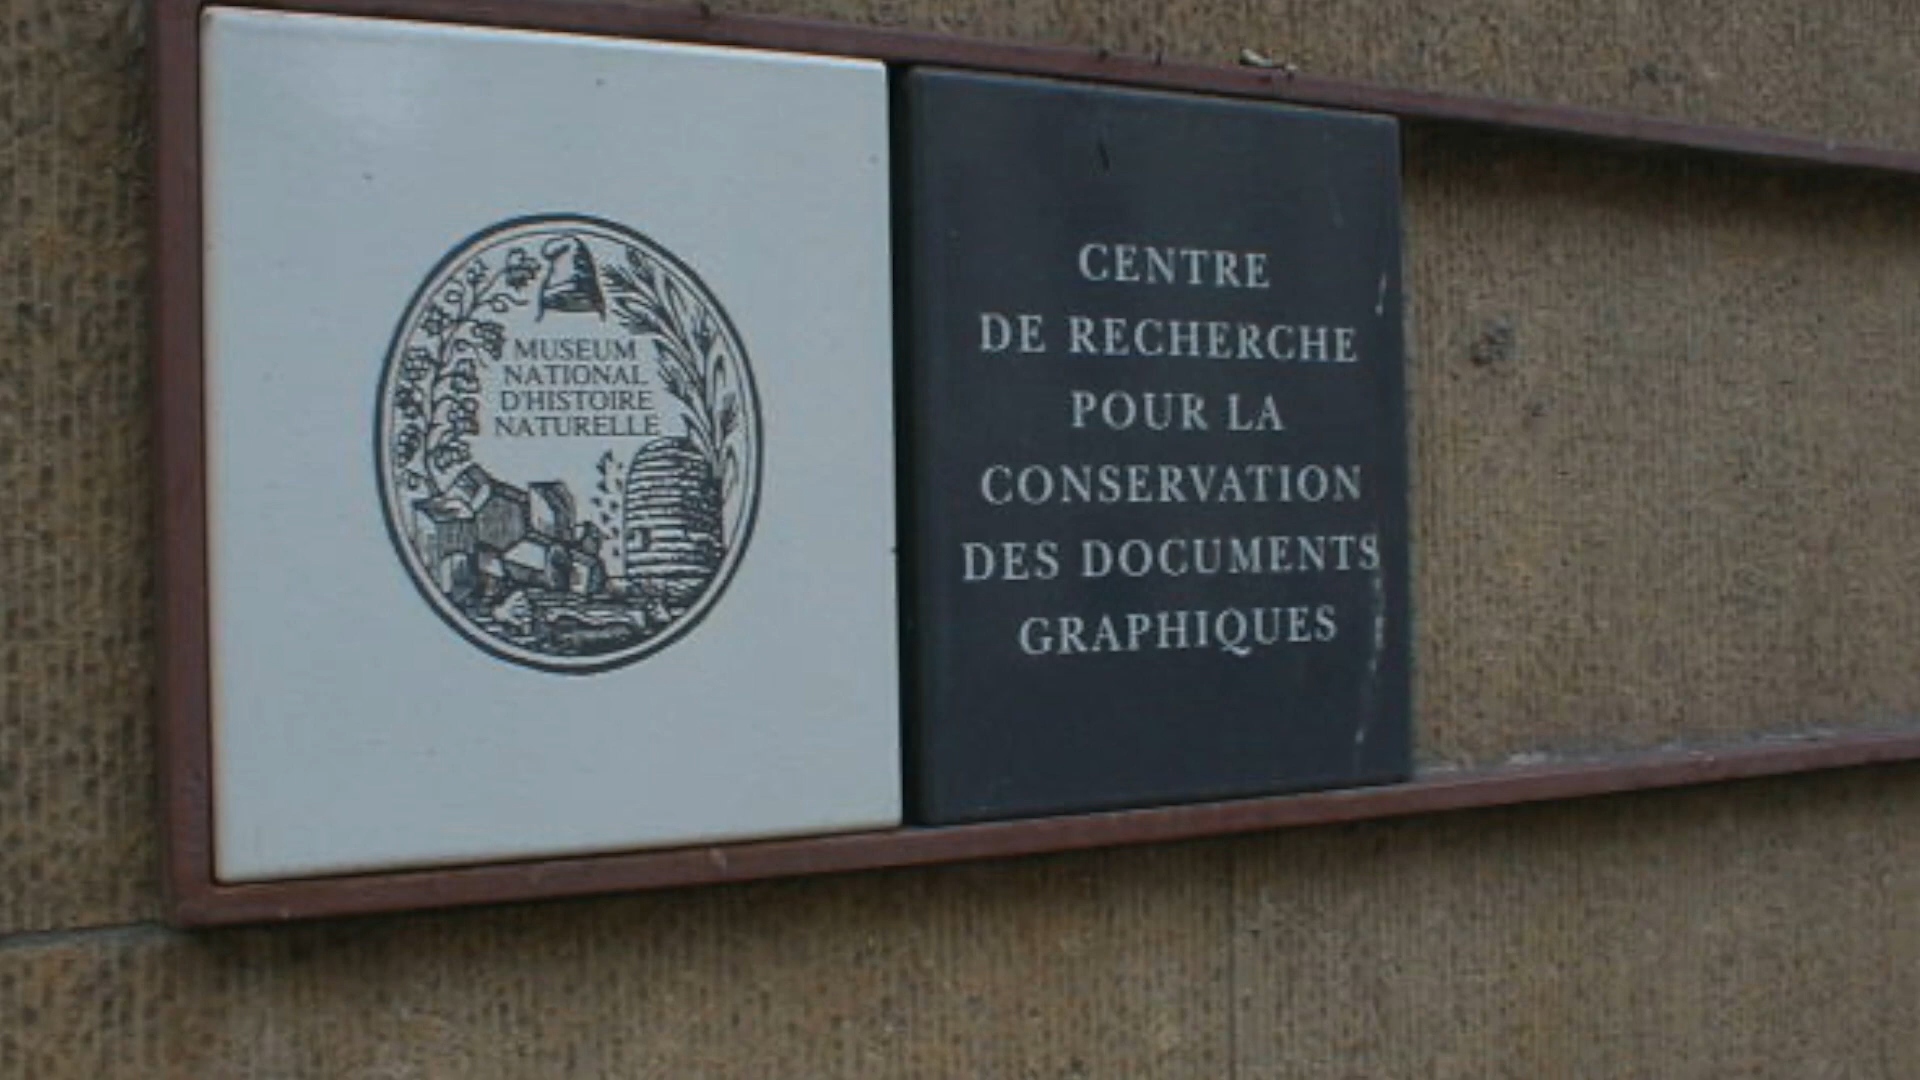 MUSEUM
NATIONAL
D'HISTOIRE
NATURELLE
CENTRE
DE RECHERCHE
POUR LA
CONSERVATION
DES DOCUMENTS
GRAPHIQUES